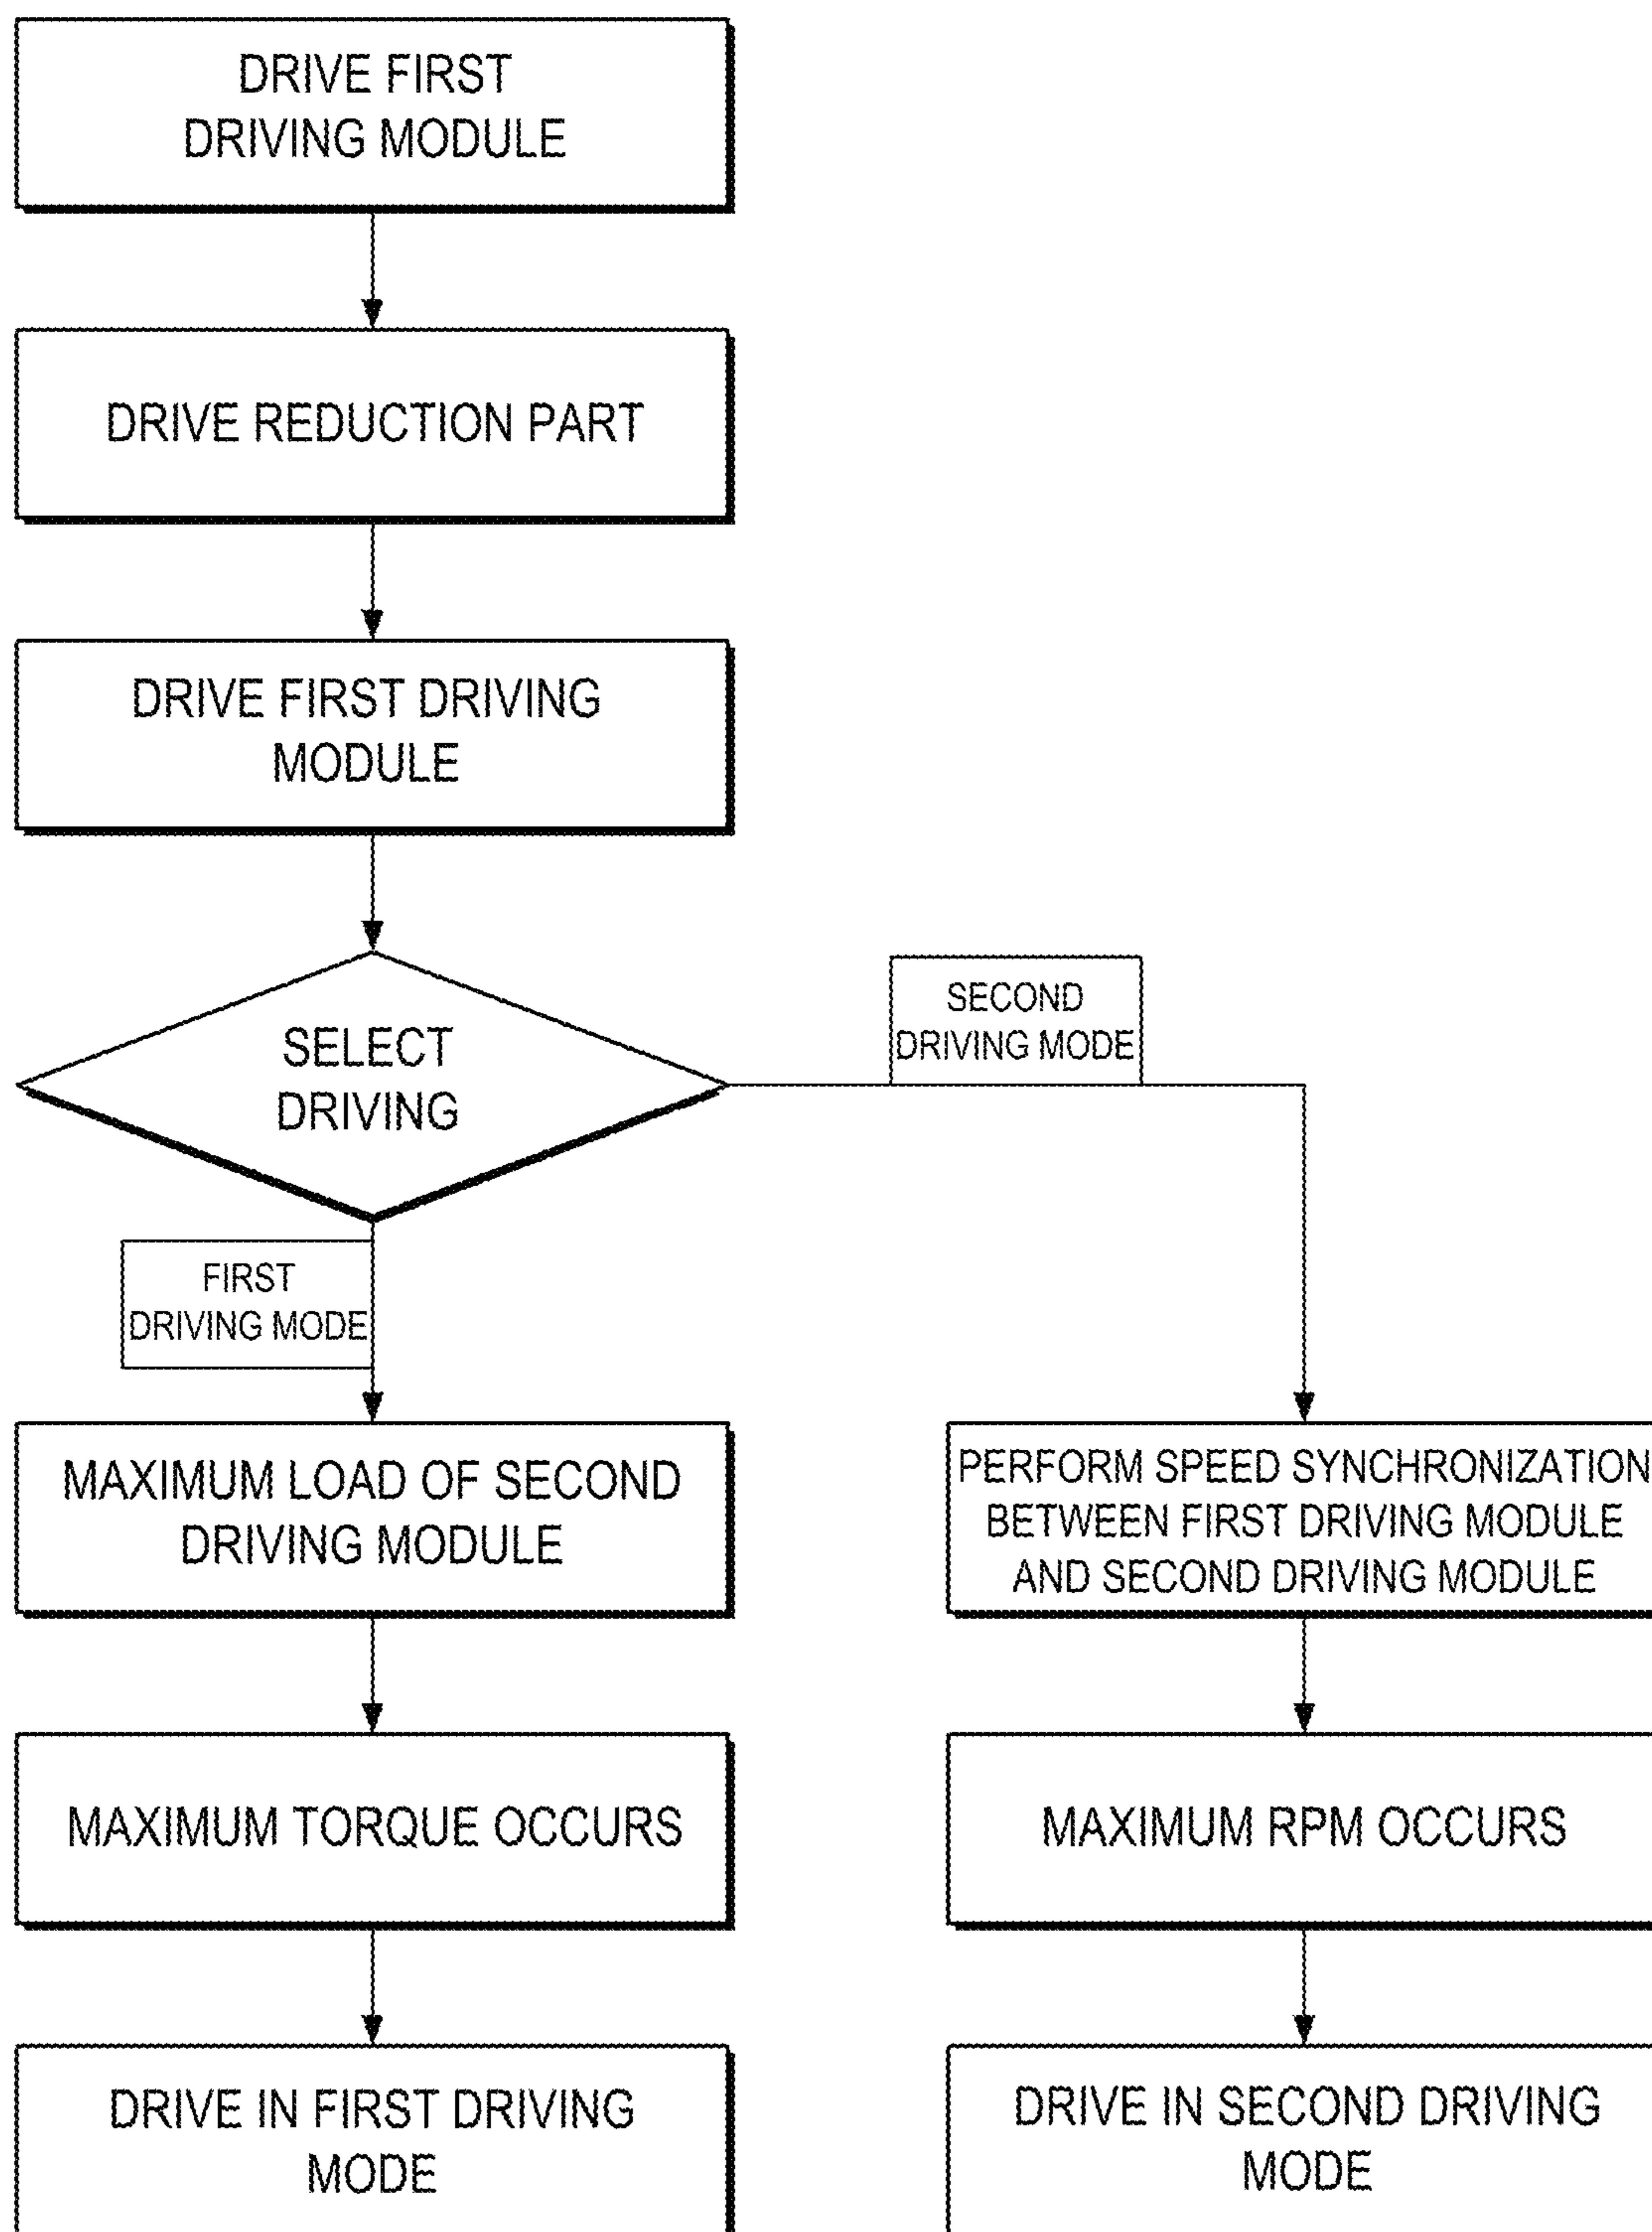 DRIVE FIRST
DRIVING MODULE
DRIVE REDUCTION PART
DRIVE FIRST DRIVING
MODULE
SELECT
DRIVING
SECOND
DRIVING MODE
FIRST
DRIVING MODE
MAXIMUM LOAD OF SECOND
DRIVING MODULE
MAXIMUM TORQUE OCCURS
DRIVE IN FIRST DRIVING
MODE
PERFORM SPEED SYNCHRONIZATION
BETWEEN FIRST DRIVING MODULE
AND SECOND DRIVING MODULE
MAXIMUM RPM OCCURS
DRIVE IN SECOND DRIVING
MODE